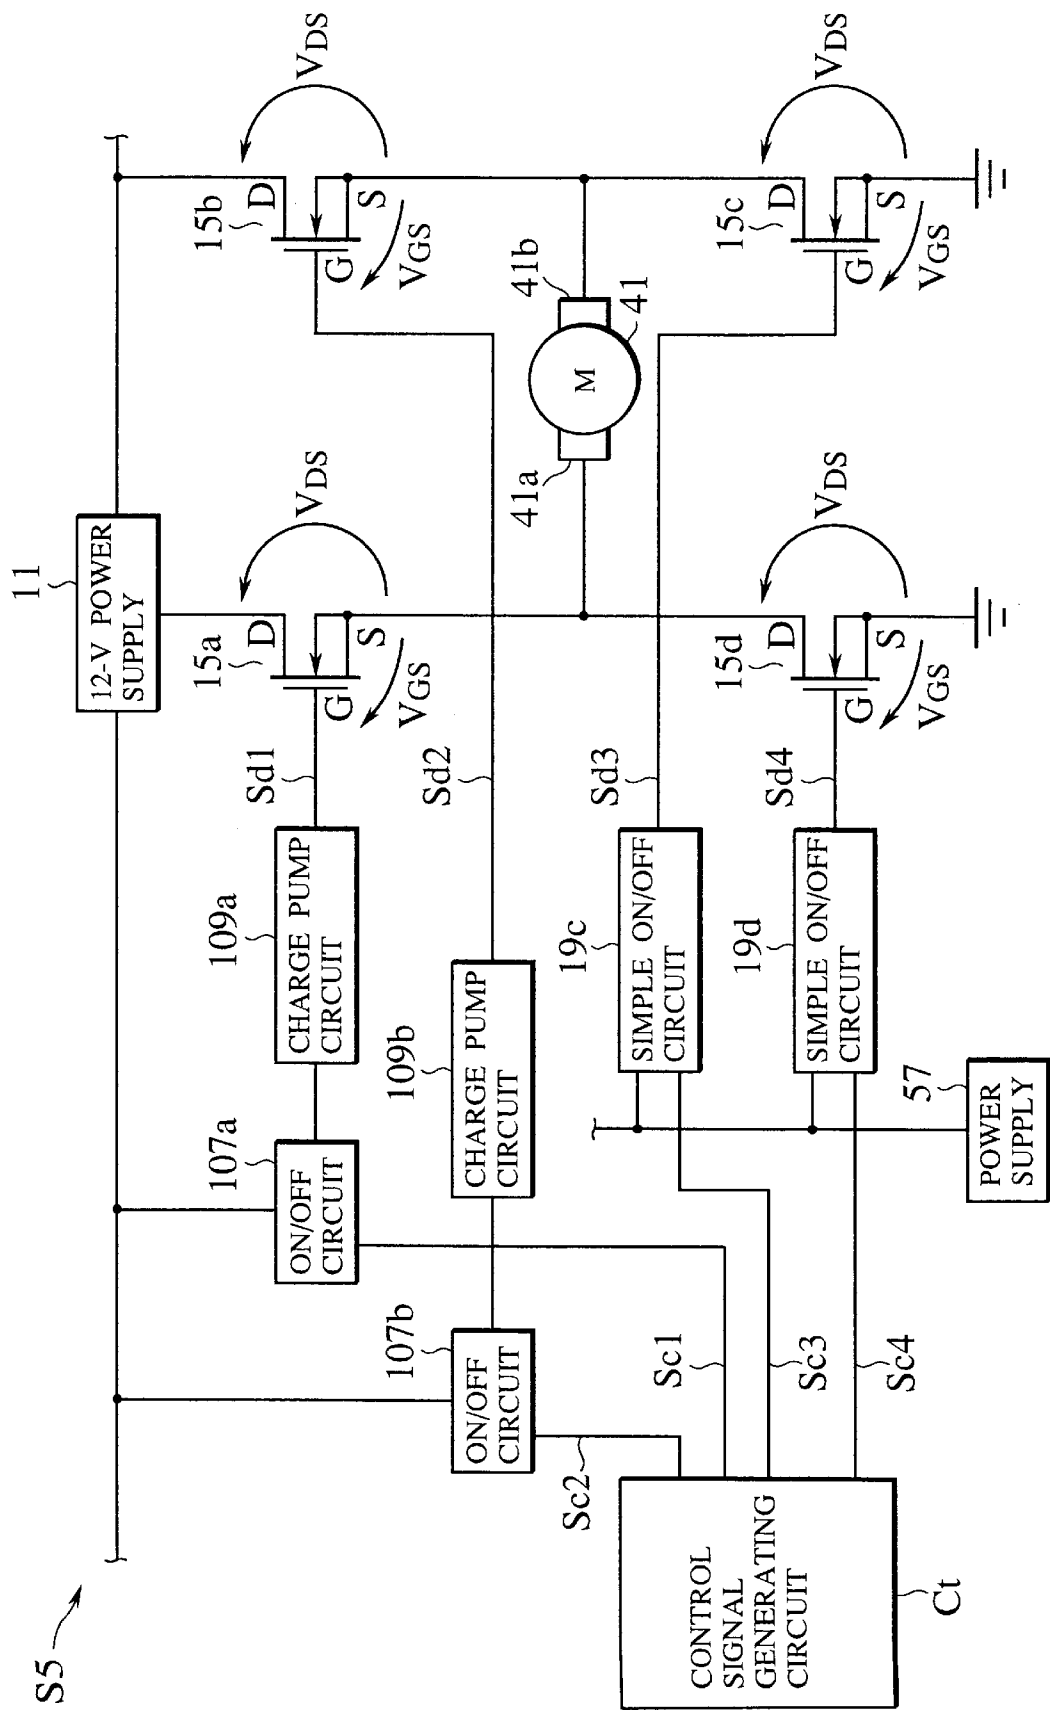 S5
11
12-V POWER
SUPPLY
107b
ON/OFF
CIRCUIT
107a
ON/OFF
CIRCUIT
109a
CHARGE PUMP
CIRCUIT
109b
CHARGE PUMP
CIRCUIT
Sd1
Sd2
Sd3
Sd4
15a
D
G
S
VGS
VDS
15b
D
G
S
VGS
VDS
41a
M
41b
41
19c
SIMPLE ON/OFF
CIRCUIT
19d
SIMPLE ON/OFF
CIRCUIT
15d
D
G
S
VGS
VDS
15c
D
G
S
VGS
VDS
Sc2
Sc1
Sc3
Sc4
CONTROL
SIGNAL
GENERATING
CIRCUIT
Ct
57
POWER
SUPPLY